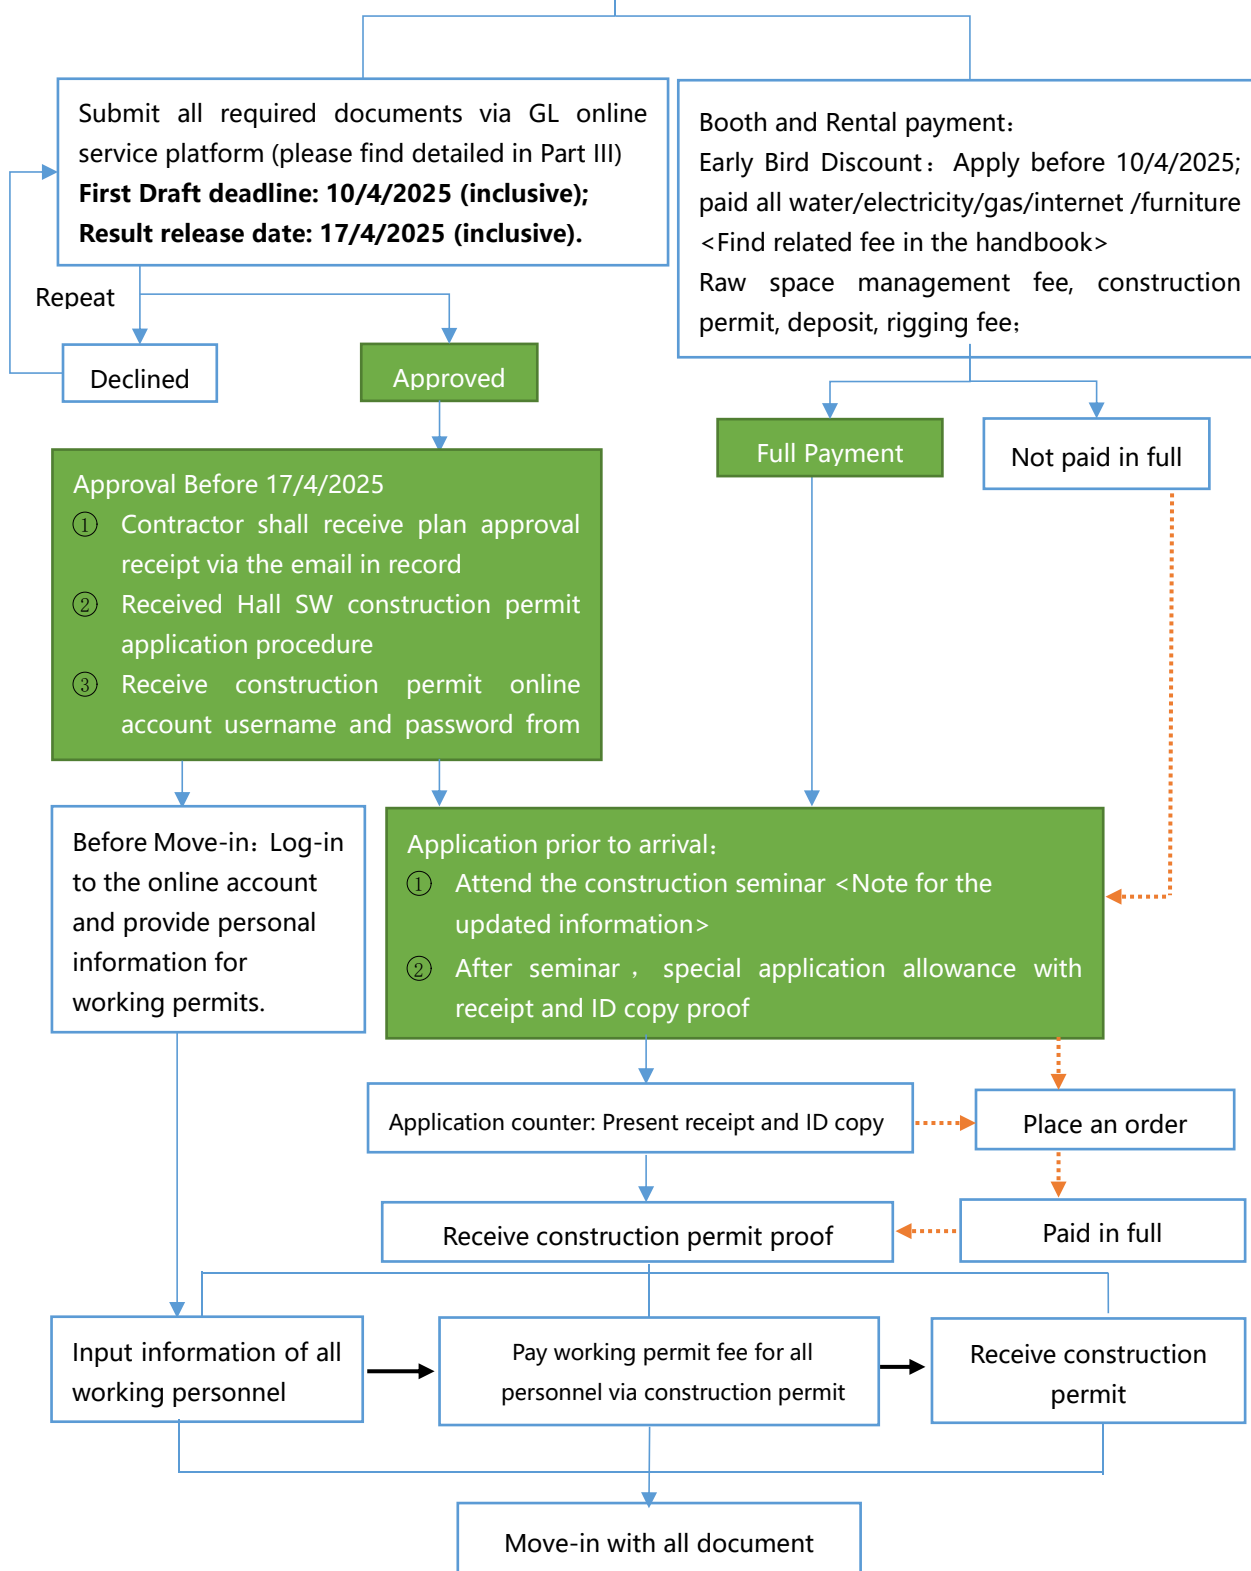 Submit all required documents via GL online
service platform (please find detailed in Part III)
First Draft deadline: 10/4/2025 (inclusive);
Result release date: 17/4/2025 (inclusive).
Booth and Rental payment：
Early Bird Discount：Apply before 10/4/2025;
paid all water/electricity/gas/internet /furniture
<Find related fee in the handbook>
Raw space management fee, construction
permit, deposit, rigging fee；
Repeat
Declined
Approved
Full Payment
Not paid in full
Approval Before 17/4/2025
① Contractor shall receive plan approval
receipt via the email in record
② Received Hall SW construction permit
application procedure
③ Receive construction permit online
account username and password from
Before Move-in：Log-in
to the online account
and provide personal
information for
working permits.
Application prior to arrival：
① Attend the construction seminar <Note for the
updated information>
② After seminar，special application allowance with
receipt and ID copy proof
Application counter: Present receipt and ID copy
Place an order
Receive construction permit proof
Paid in full
Input information of all
working personnel
Pay working permit fee for all
personnel via construction permit
Receive construction
permit
Move-in with all document